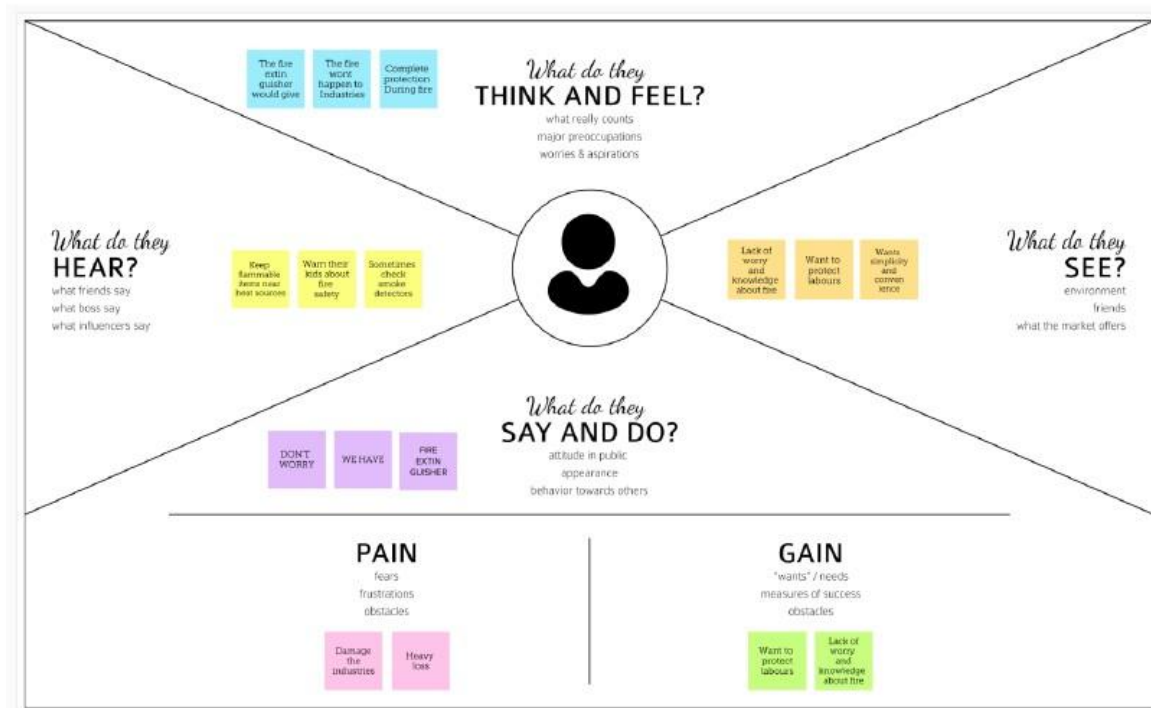 The fire
extin
guisher
would give
The fire
wont
happen to
Industries
Complete
protection
During fire
What do they
THINK AND FEEL?
what really counts
major preoccupations
worries & aspirations
What do they
HEAR?
what friends say
what boss say
what influencers say
Keep
flammable
items near
heat sources
Warn their
kids about
fire
safety
Sometimes
check
smoke
detectors
Lack of
worry
and
knowledge
about fire
Want to
protect
labours
Wants
simplicity
and
conven
ience
What do they
SEE?
environment
friends
what the market offers
What do they
SAY AND DO?
attitude in public
appearance
behavior towards others
DON'T
WORRY
WE HAVE
FIRE
EXTIN
GUISHER
PAIN
fears
frustrations
obstacles
Damage
the
industries
Heavy
loss
GAIN
"wants" / needs
measures of success
obstacles
Want to
protect
labours
Lack of
worry
and
knowledge
about fire